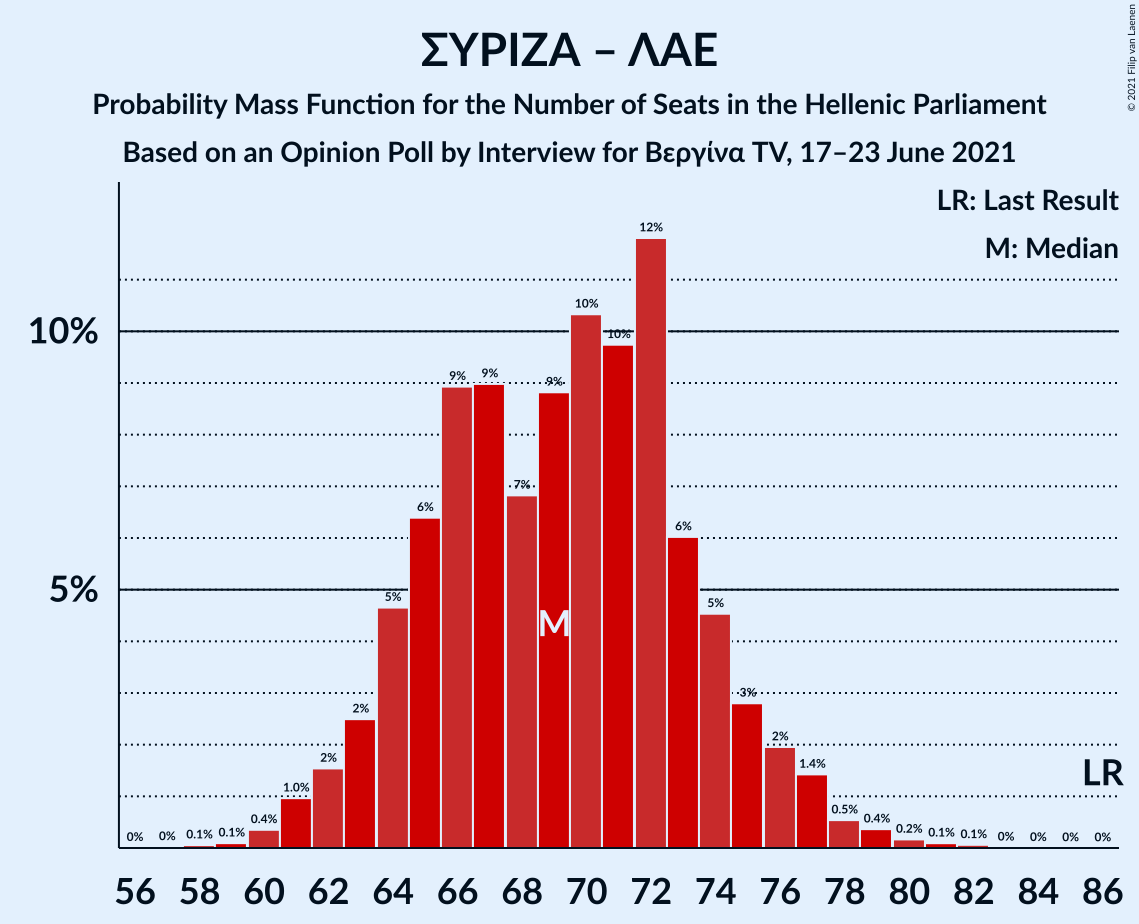 ΣΥΡΙΖΑ – ΛΑΕ
Probability Mass Function for the Number of Seats in the Hellenic Parliament
Based on an Opinion Poll by Interview for Βεργίνα TV, 17–23 June 2021
© 2021 Filip van Laenen
LR: Last Result
M: Median
10%
5%
0% 0% 0.1% 0.1% 0.4% 1.0% 2% 2% 5% 6% 9% 9% 7% 9% 10% 10% 12% 6% 5% 3% 2% 1.4% 0.5% 0.4% 0.2% 0.1% 0.1% 0% 0% 0% 0%
M
LR
56 58 60 62 64 66 68 70 72 74 76 78 80 82 84 86